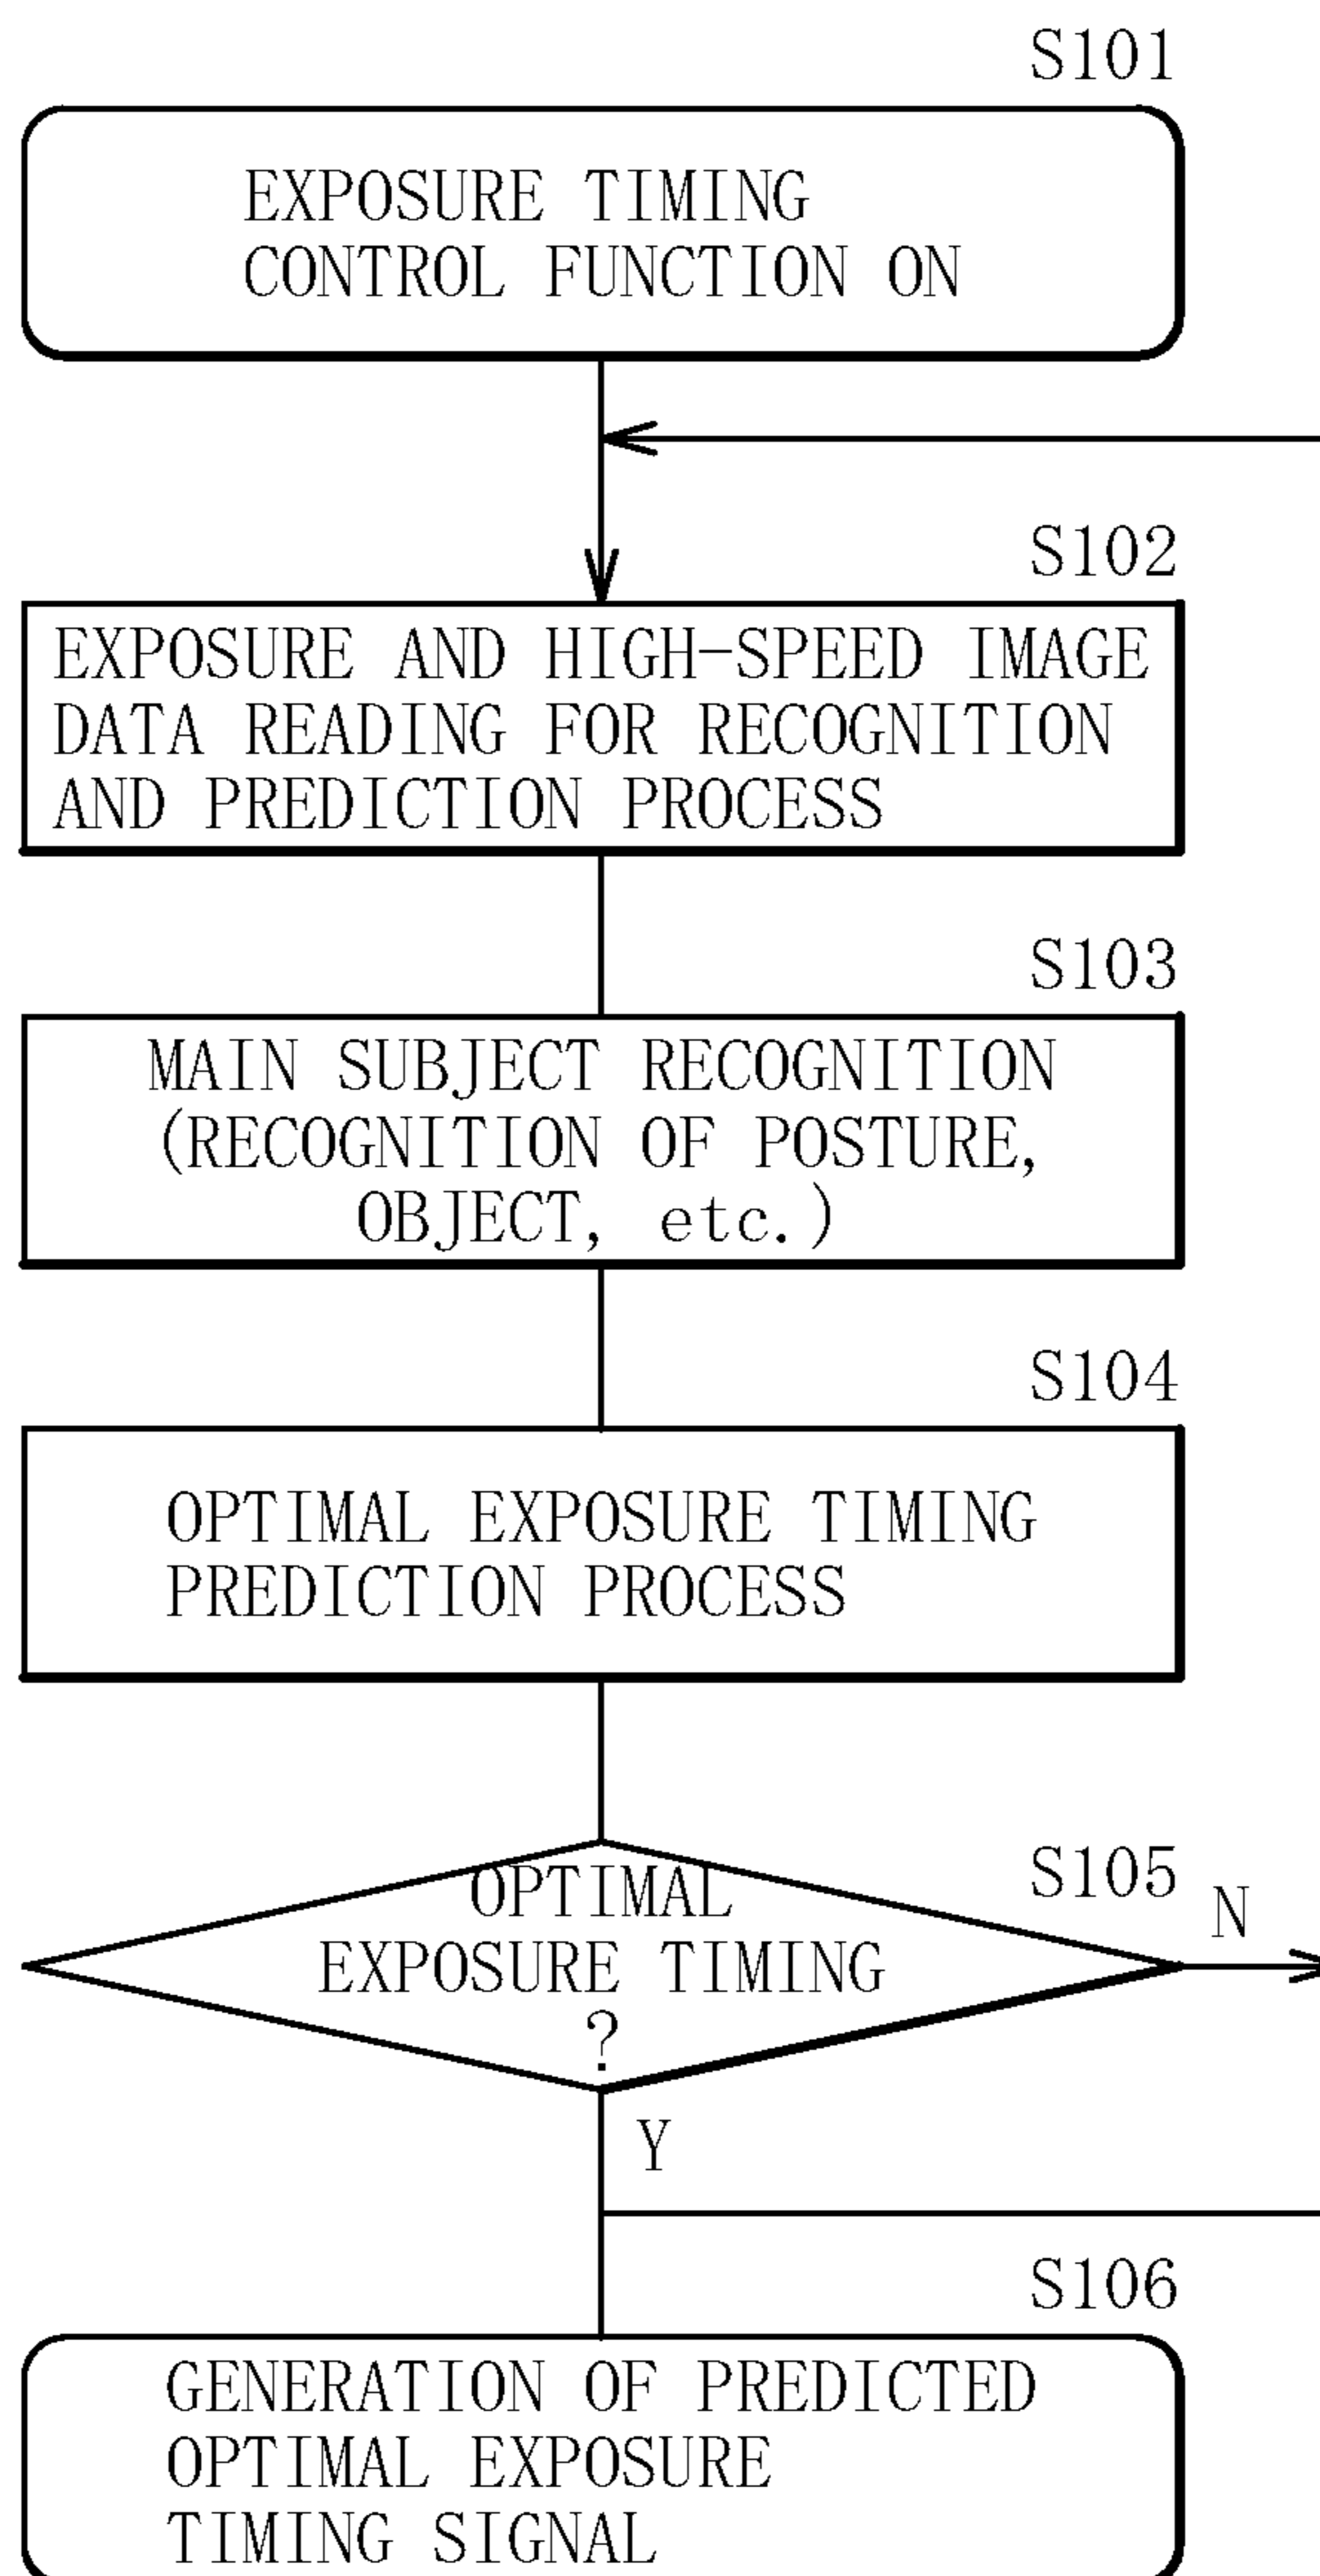 S101
EXPOSURE TIMING
CONTROL FUNCTION ON
S102
EXPOSURE AND HIGH-SPEED IMAGE
DATA READING FOR RECOGNITION
AND PREDICTION PROCESS
S103
MAIN SUBJECT RECOGNITION
(RECOGNITION OF POSTURE,
OBJECT, etc.)
S104
OPTIMAL EXPOSURE TIMING
PREDICTION PROCESS
S105
OPTIMAL
EXPOSURE TIMING
?
N
Y
S106
GENERATION OF PREDICTED
OPTIMAL EXPOSURE
TIMING SIGNAL